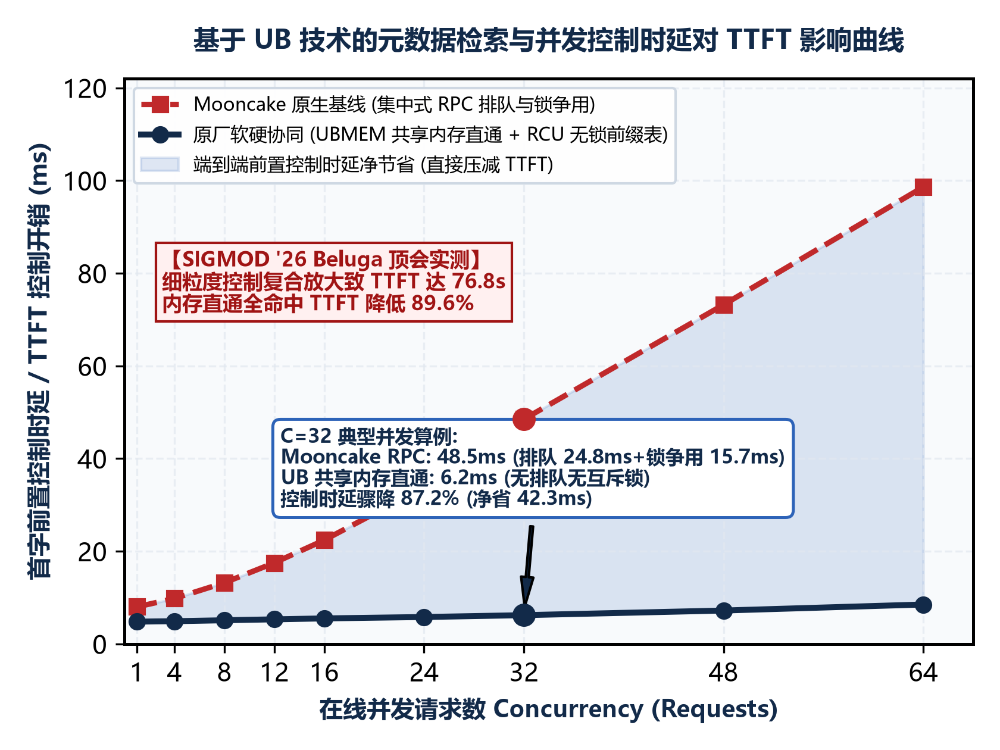 基于 UB 技术的元数据检索与并发控制时延对 TTFT 影响曲线
首字前置控制时延 / TTFT 控制开销 (ms)
120
100
80
60
40
20
0
Mooncake 原生基线 (集中式 RPC 排队与锁争用)
原厂软硬协同 (UBMEM 共享内存直通 + RCU 无锁前缀表)
端到端前置控制时延净节省 (直接压减 TTFT)
【SIGMOD '26 Beluga 顶会实测】
细粒度控制复合放大致 TTFT 达 76.8s
内存直通全命中 TTFT 降低 89.6%
C=32 典型并发算例:
Mooncake RPC: 48.5ms (排队 24.8ms+锁争用 15.7ms)
UB 共享内存直通: 6.2ms (无排队无互斥锁)
控制时延骤降 87.2% (净省 42.3ms)
1 4 8 12 16 24 32 48 64
在线并发请求数 Concurrency (Requests)